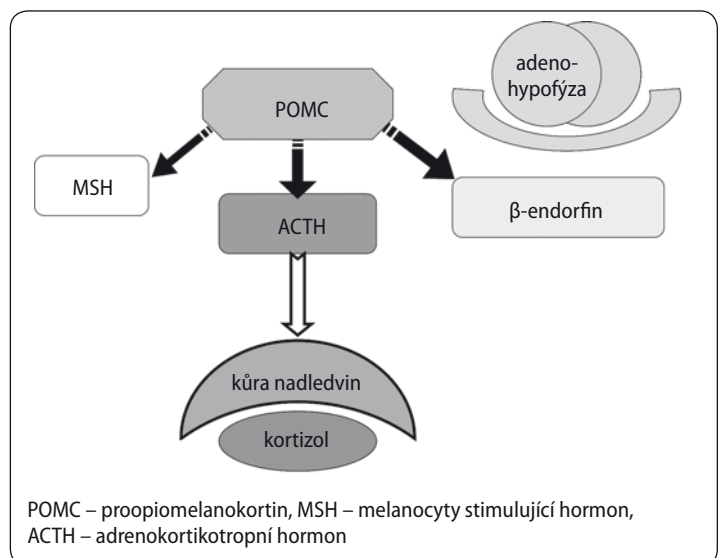 adeno-
hypofýza
POMC
MSH
ACTH
β-endorfin
kůra nadledvin
kortizol
POMC – proopiomelanokortin, MSH – melanocyty stimulující hormon,
ACTH – adrenokortikotropní hormon